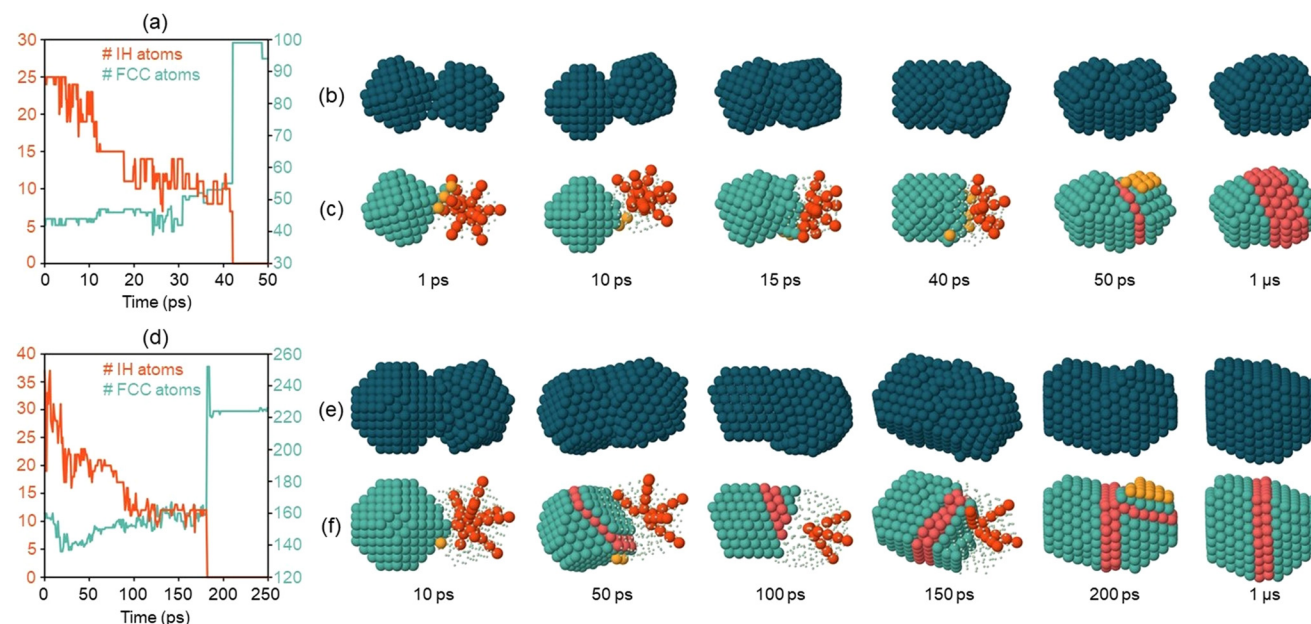 (a)
# IH atoms
# FCC atoms
30
25
20
15
10
5
0
100
90
80
70
60
50
40
30
0 10 20 30 40 50
Time (ps)
(b)
(c)
1 ps 10 ps 15 ps 40 ps 50 ps 1 µs
(d)
# IH atoms
# FCC atoms
40
35
30
25
20
15
10
5
0
260
240
220
200
180
160
140
120
0 50 100 150 200 250
Time (ps)
(e)
(f)
10 ps 50 ps 100 ps 150 ps 200 ps 1 µs